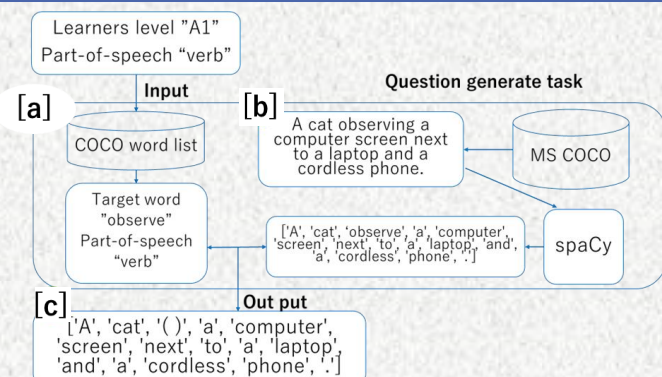 Learners level "A1"
Part-of-speech “verb”
Input
Question generate task
[a]
[b]
COCO word list
A cat observing a
computer screen next
to a laptop and a
cordless phone.
MS COCO
Target word
"observe"
Part-of-speech
“verb”
['A', 'cat', 'observe', 'a', 'computer',
'screen', 'next', 'to', 'a', 'laptop', 'and',
'a', 'cordless', 'phone', '.']
spaCy
[c]
Out put
['A', 'cat', '( )', 'a', 'computer',
'screen', 'next', 'to', 'a', 'laptop',
'and', 'a', 'cordless', 'phone', '.']